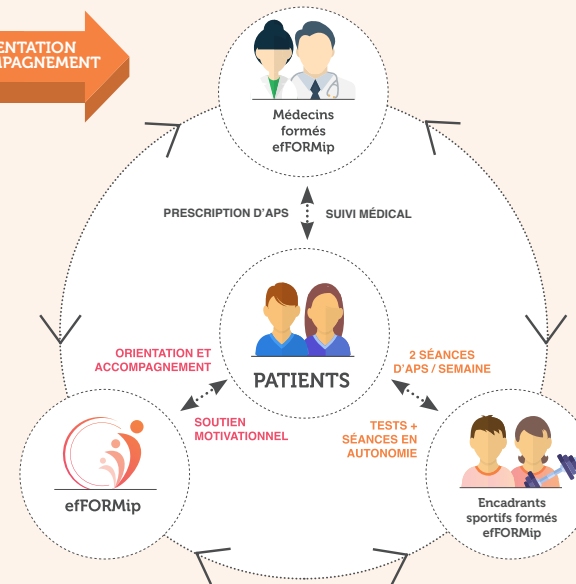 ENTATION
MPAGNEMENT
Médecins
formés
efFORMip
PRESCRIPTION D'APS
SUIVI MÉDICAL
ORIENTATION ET
ACCOMPAGNEMENT
2 SÉANCES
D'APS / SEMAINE
PATIENTS
SOUTIEN
MOTIVATIONNEL
TESTS +
SÉANCES EN
AUTONOMIE
efFORMip
Encadrants
sportifs formés
efFORMip